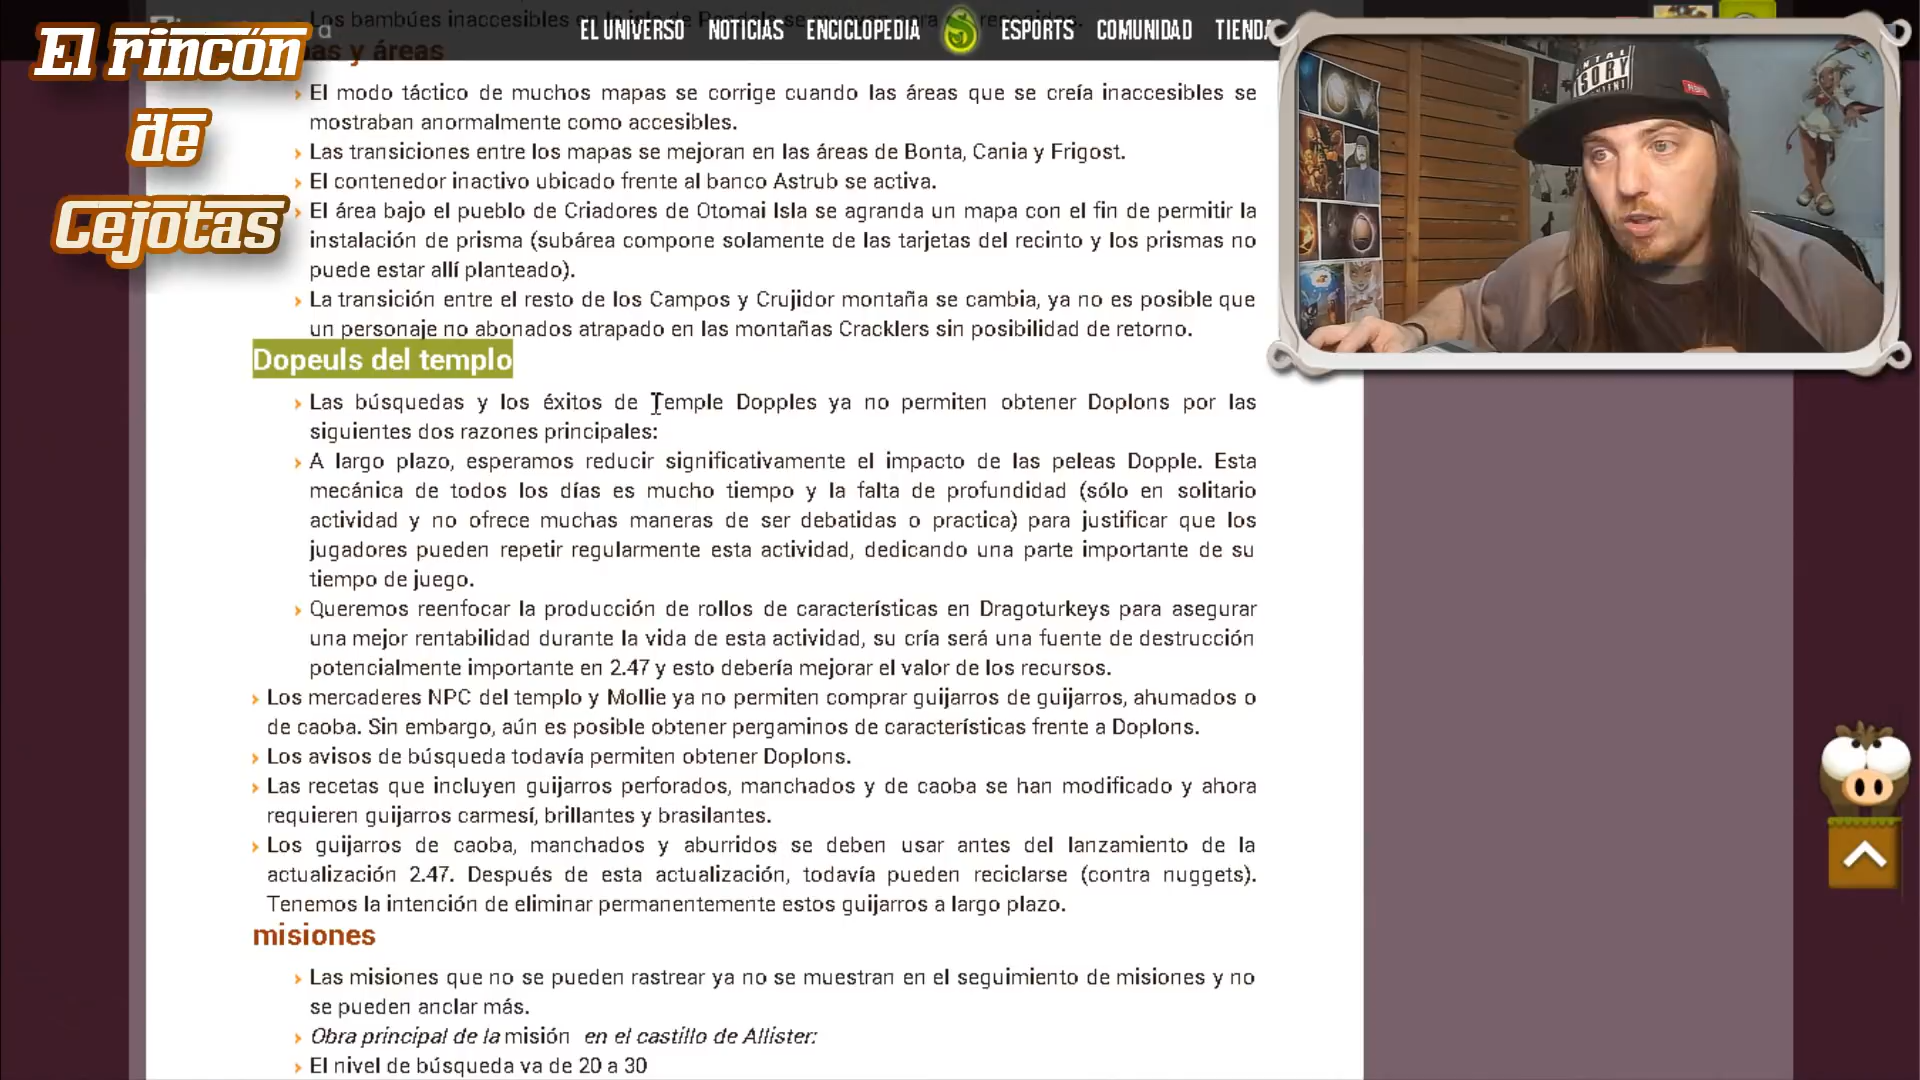 Los bambúes inaccesibles en la isla de Pandala se mueven para ser recogidos.
El rincón
de
Cejotas
EL UNIVERSO NOTICIAS ENCICLOPEDIA ESPORTS COMUNIDAD TIENDA
as y áreas
El modo táctico de muchos mapas se corrige cuando las áreas que se creía inaccesibles se
mostraban anormalmente como accesibles.
Las transiciones entre los mapas se mejoran en las áreas de Bonta, Cania y Frigost.
El contenedor inactivo ubicado frente al banco Astrub se activa.
El área bajo el pueblo de Criadores de Otomai Isla se agranda un mapa con el fin de permitir la
instalación de prisma (subárea compone solamente de las tarjetas del recinto y los prismas no
puede estar allí planteado).
La transición entre el resto de los Campos y Crujidor montaña se cambia, ya no es posible que
un personaje no abonados atrapado en las montañas Cracklers sin posibilidad de retorno.
Dopeuls del templo
Las búsquedas y los éxitos de Temple Dopples ya no permiten obtener Doplons por las
siguientes dos razones principales:
A largo plazo, esperamos reducir significativamente el impacto de las peleas Dopple. Esta
mecánica de todos los días es mucho tiempo y la falta de profundidad (sólo en solitario
actividad y no ofrece muchas maneras de ser debatidas o practica) para justificar que los
jugadores pueden repetir regularmente esta actividad, dedicando una parte importante de su
tiempo de juego.
Queremos reenfocar la producción de rollos de características en Dragoturkeys para asegurar
una mejor rentabilidad durante la vida de esta actividad, su cría será una fuente de destrucción
potencialmente importante en 2.47 y esto debería mejorar el valor de los recursos.
Los mercaderes NPC del templo y Mollie ya no permiten comprar guijarros de guijarros, ahumados o
de caoba. Sin embargo, aún es posible obtener pergaminos de características frente a Doplons.
Los avisos de búsqueda todavía permiten obtener Doplons.
Las recetas que incluyen guijarros perforados, manchados y de caoba se han modificado y ahora
requieren guijarros carmesí, brillantes y brasilantes.
Los guijarros de caoba, manchados y aburridos se deben usar antes del lanzamiento de la
actualización 2.47. Después de esta actualización, todavía pueden reciclarse (contra nuggets).
Tenemos la intención de eliminar permanentemente estos guijarros a largo plazo.
misiones
Las misiones que no se pueden rastrear ya no se muestran en el seguimiento de misiones y no
se pueden anclar más.
Obra principal de la misión en el castillo de Allister:
El nivel de búsqueda va de 20 a 30